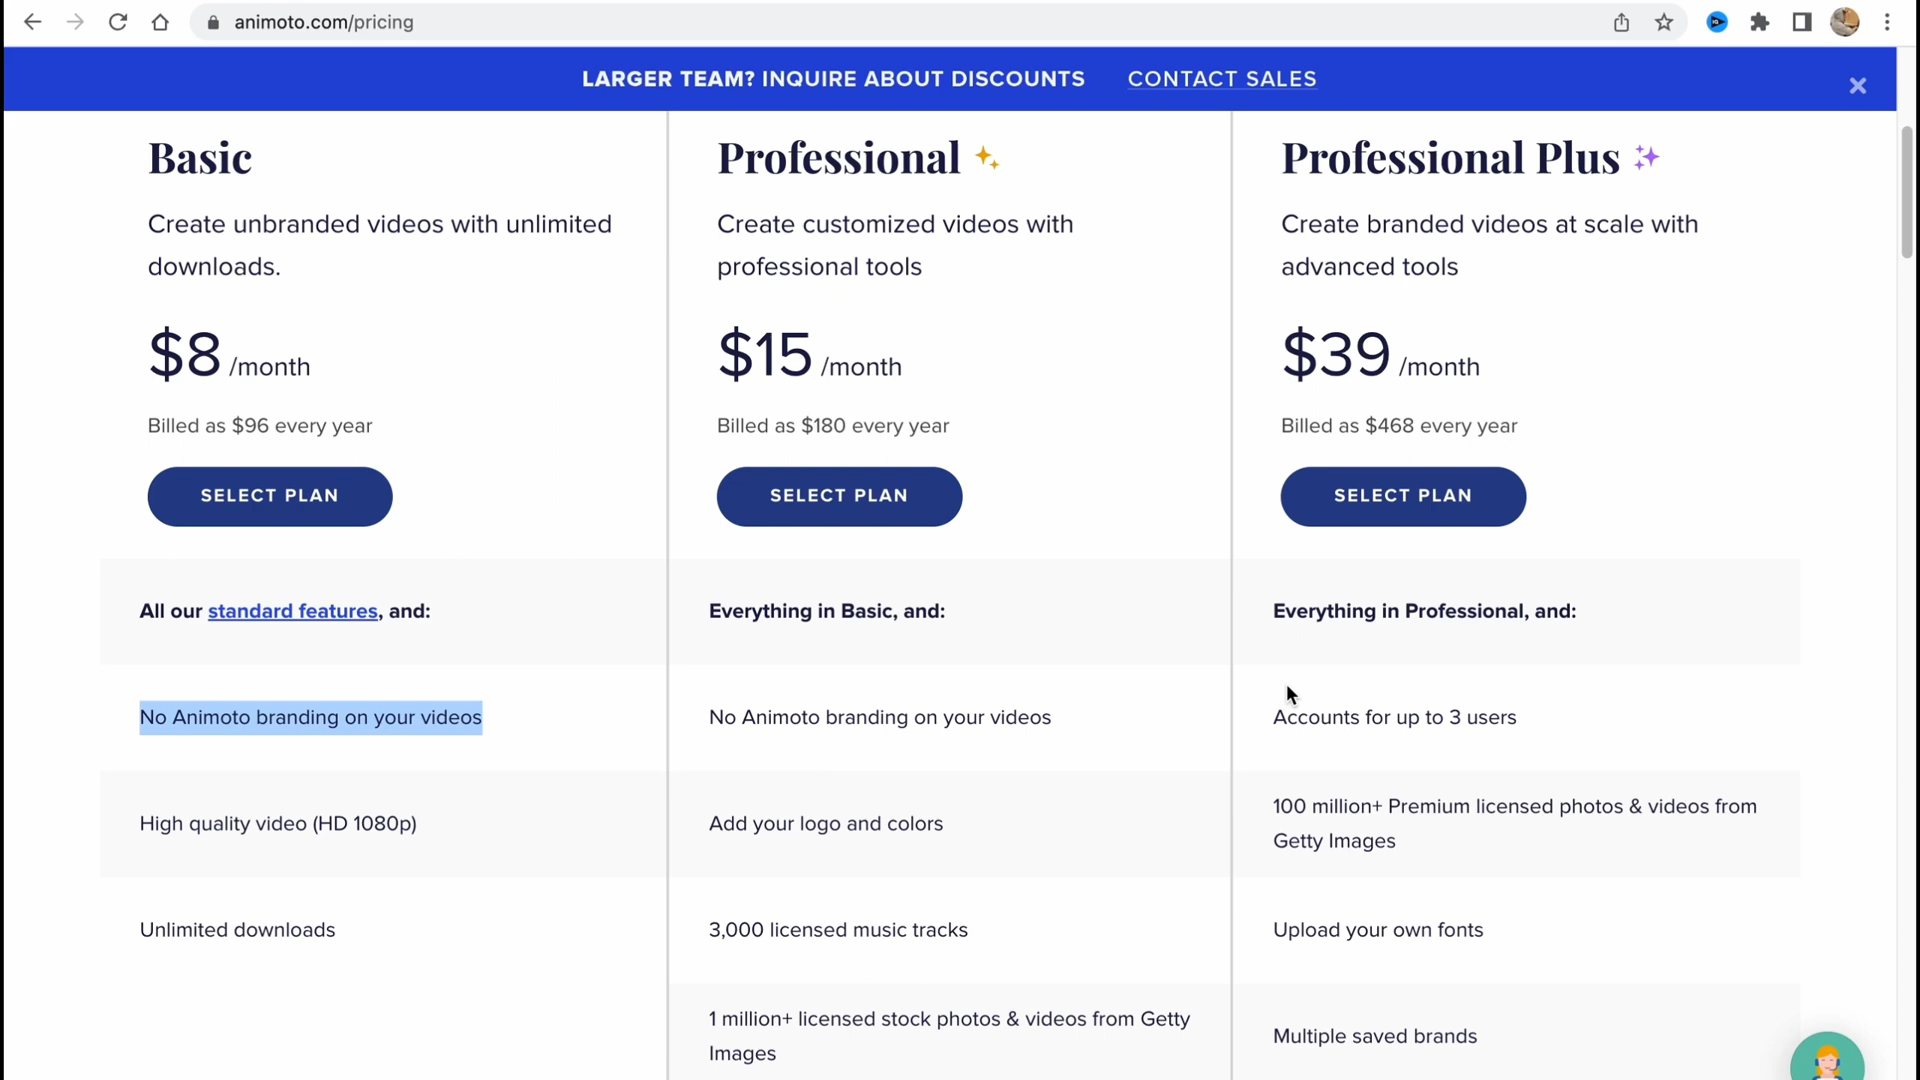 animoto.com/pricing
LARGER TEAM? INQUIRE ABOUT DISCOUNTS CONTACT SALES
Basic
Create unbranded videos with unlimited
downloads.
$8 /month
Billed as $96 every year
SELECT PLAN
All our standard features, and:
No Animoto branding on your videos
High quality video (HD 1080p)
Unlimited downloads
Professional
Create customized videos with
professional tools
$15 /month
Billed as $180 every year
SELECT PLAN
Everything in Basic, and:
No Animoto branding on your videos
Add your logo and colors
3,000 licensed music tracks
1 million+ licensed stock photos & videos from Getty
Images
Professional Plus
Create branded videos at scale with
advanced tools
$39 /month
Billed as $468 every year
SELECT PLAN
Everything in Professional, and:
Accounts for up to 3 users
100 million+ Premium licensed photos & videos from
Getty Images
Upload your own fonts
Multiple saved brands